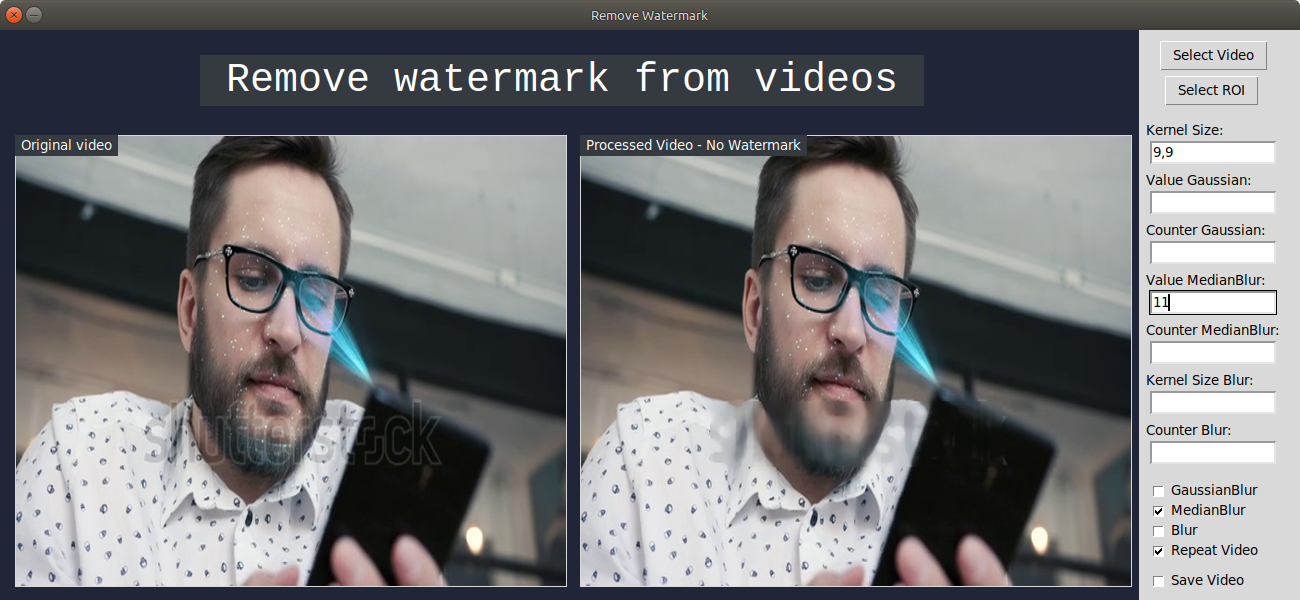 Remove Watermark
Remove watermark from videos
Original video
shutterstock
Processed Video - No Watermark
Select Video
Select ROI
Kernel Size:
9,9
Value Gaussian:
Counter Gaussian:
Value MedianBlur:
11
Counter MedianBlur:
Kernel Size Blur:
Counter Blur:
GaussianBlur
MedianBlur
Blur
Repeat Video
Save Video